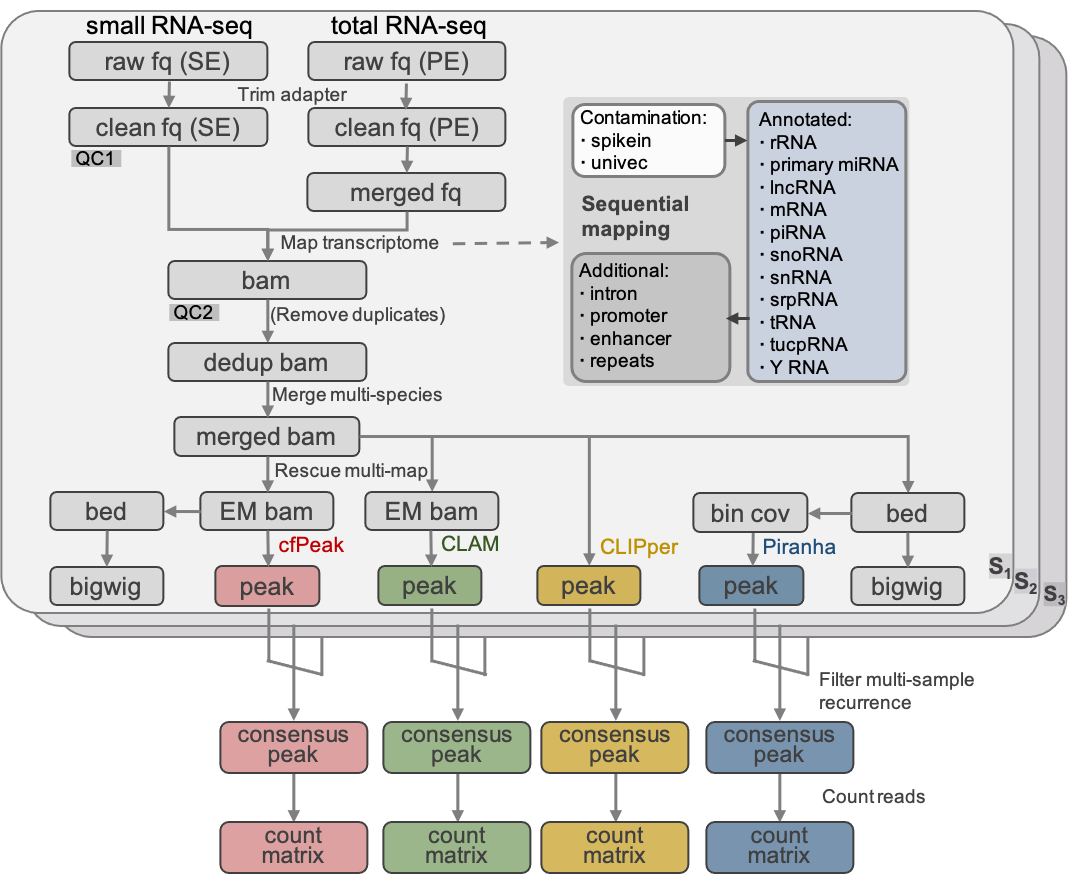 small RNA-seq
total RNA-seq
raw fq (SE)
raw fq (PE)
Trim adapter
clean fq (SE)
clean fq (PE)
QC1
merged fq
Map transcriptome
bam
QC2
(Remove duplicates)
dedup bam
Merge multi-species
merged bam
Rescue multi-map
Contamination:
· spikein
· univec
Sequential
mapping
Annotated:
· rRNA
· primary miRNA
· lncRNA
· mRNA
· piRNA
· snoRNA
· snRNA
· srpRNA
· tRNA
· tucpRNA
· Y RNA
Additional:
· intron
· promoter
· enhancer
· repeats
bed
EM bam
EM bam
bin cov
bed
cfPeak
CLAM
CLIPper
Piranha
bigwig
peak
peak
peak
peak
bigwig
S1
S2
S3
Filter multi-sample
recurrence
consensus
peak
consensus
peak
consensus
peak
consensus
peak
Count reads
count
matrix
count
matrix
count
matrix
count
matrix